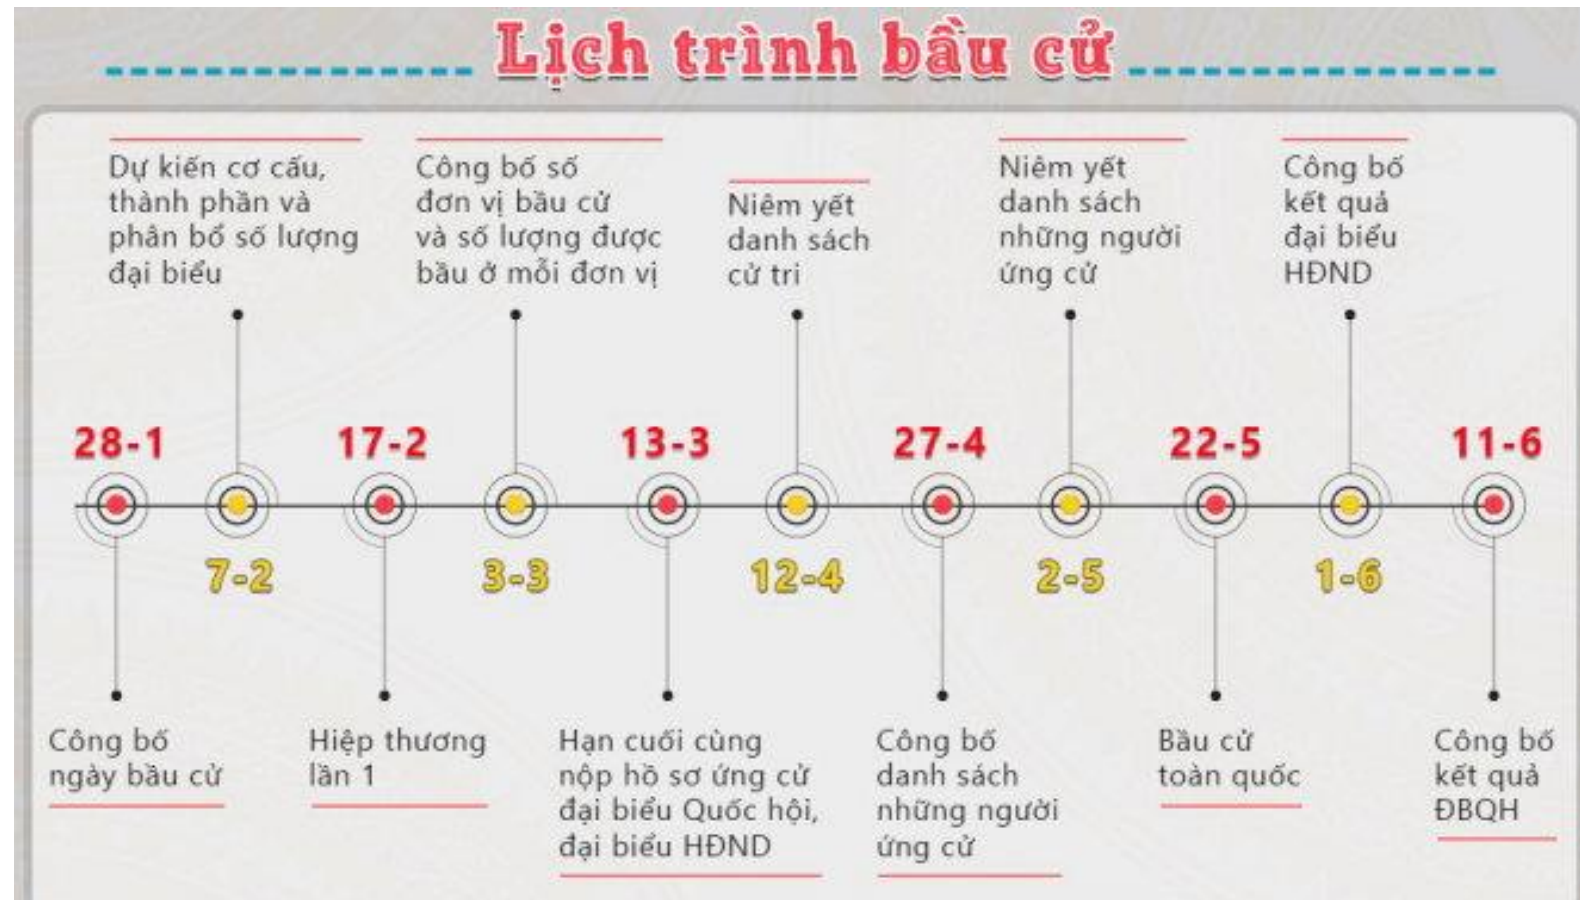 Lịch trình bầu cử
Dự kiến cơ cấu,
thành phần và
phân bổ số lượng
đại biểu
Công bố số
đơn vị bầu cử
và số lượng được
bầu ở mỗi đơn vị
Niêm yết
danh sách
cử tri
Niêm yết
danh sách
những người
ứng cử
Công bố
kết quả
đại biểu
HĐND
28-1
17-2
13-3
27-4
22-5
11-6
7-2
3-3
12-4
2-5
1-6
Công bố
ngày bầu cử
Hiệp thương
lần 1
Hạn cuối cùng
nộp hồ sơ ứng cử
đại biểu Quốc hội,
đại biểu HĐND
Công bố
danh sách
những người
ứng cử
Bầu cử
toàn quốc
Công bố
kết quả
ĐBQH